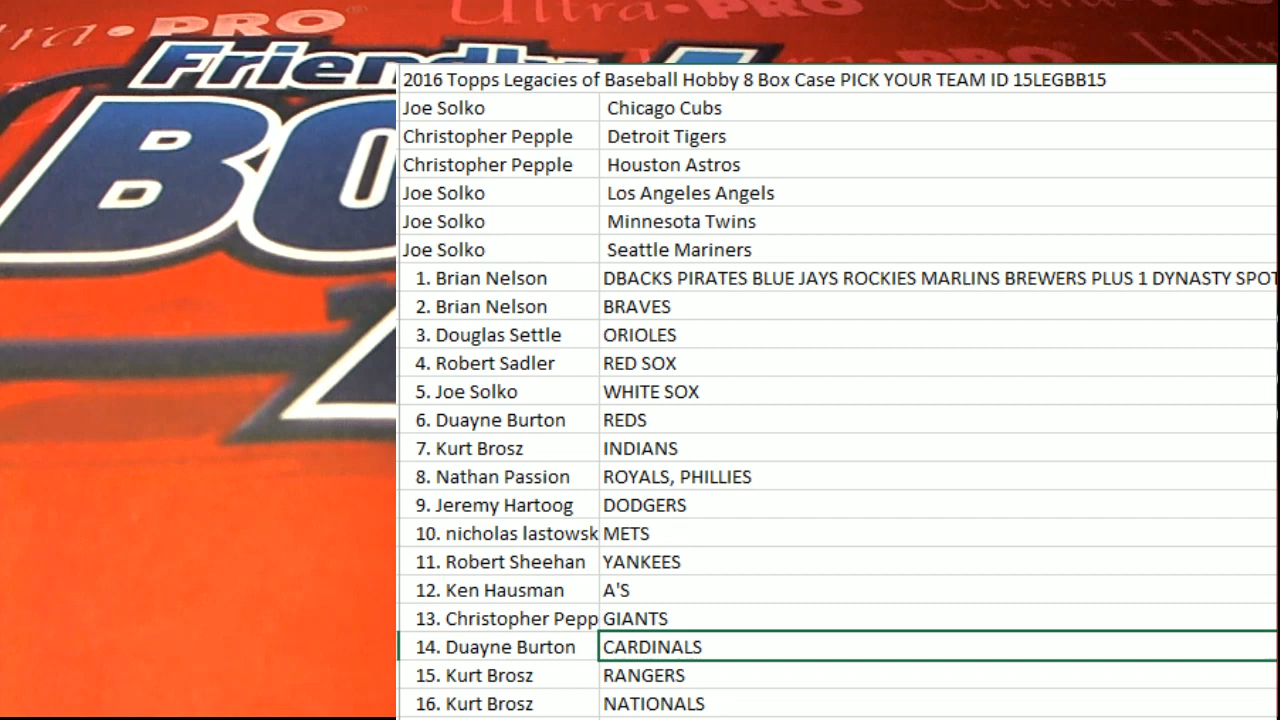 ra•PRO
Ultra•PRO
Friendly
BO
2016 Topps Legacies of Baseball Hobby 8 Box Case PICK YOUR TEAM ID 15LEGBB15
Joe Solko Chicago Cubs
Christopher Pepple Detroit Tigers
Christopher Pepple Houston Astros
Joe Solko Los Angeles Angels
Joe Solko Minnesota Twins
Joe Solko Seattle Mariners
1. Brian Nelson DBACKS PIRATES BLUE JAYS ROCKIES MARLINS BREWERS PLUS 1 DYNASTY SPOT
2. Brian Nelson BRAVES
3. Douglas Settle ORIOLES
4. Robert Sadler RED SOX
5. Joe Solko WHITE SOX
6. Duayne Burton REDS
7. Kurt Brosz INDIANS
8. Nathan Passion ROYALS, PHILLIES
9. Jeremy Hartoog DODGERS
10. nicholas lastowsk METS
11. Robert Sheehan YANKEES
12. Ken Hausman A'S
13. Christopher Pepp GIANTS
14. Duayne Burton CARDINALS
15. Kurt Brosz RANGERS
16. Kurt Brosz NATIONALS